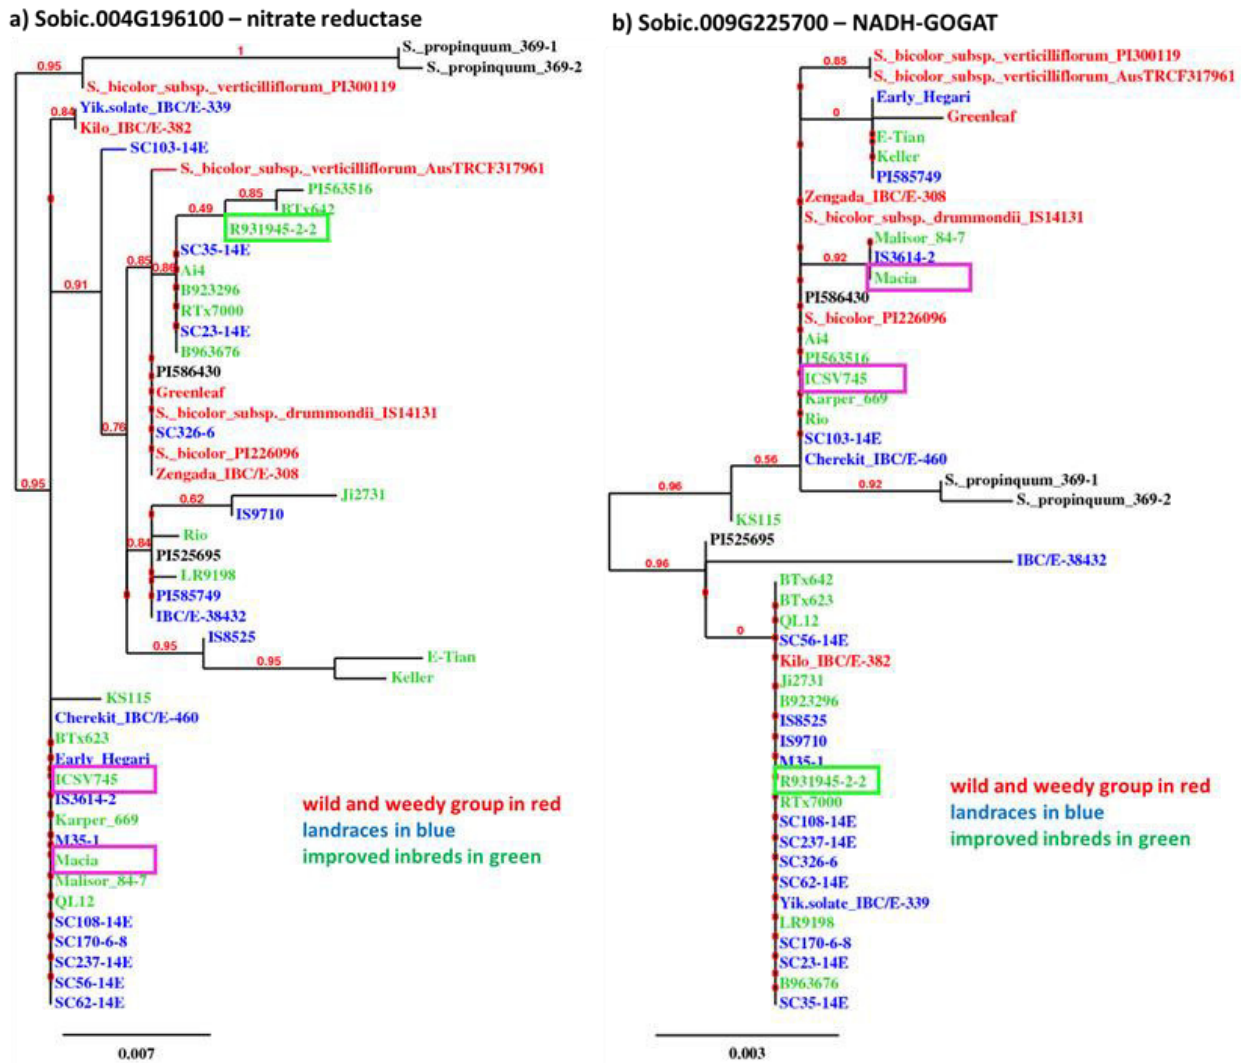 a) Sobic.004G196100 – nitrate reductase
1
S._propinquum_369-1
S._propinquum_369-2
0.95
S._bicolor_subsp._verticilliflorum_PI300119
0.84
Yik.solate_IBC/E-339
Kilo_IBC/E-382
SC103-14E
S._bicolor_subsp._verticilliflorum_AusTRCF317961
0.85
PI563516
BTx642
0.49
R931945-2-2
SC35-14E
0.85
0.86
Ai4
B923296
0.91
RTx7000
SC23-14E
B963676
PI586430
Greenleaf
S._bicolor_subsp._drummondii_IS14131
0.76
SC326-6
S._bicolor_PI226096
Zengada_IBC/E-308
0.95
0.62
Ji2731
IS9710
Rio
0.84
PI525695
LR9198
PI585749
IBC/E-38432
IS8525
0.95
0.95
E-Tian
Keller
KS115
Cherekit_IBC/E-460
BTx623
Early_Hegari
ICSV745
IS3614-2
Karper_669
M35-1
Macia
Malisor_84-7
QL12
SC108-14E
SC170-6-8
SC237-14E
SC56-14E
SC62-14E
wild and weedy group in red
landraces in blue
improved inbreds in green
0.007
b) Sobic.009G225700 – NADH-GOGAT
0.85
S._bicolor_subsp._verticilliflorum_PI300119
S._bicolor_subsp._verticilliflorum_AusTRCF317961
Early_Hegari
0
Greenleaf
E-Tian
Keller
PI585749
Zengada_IBC/E-308
S._bicolor_subsp._drummondii_IS14131
Malisor_84-7
0.92
IS3614-2
Macia
PI586430
S._bicolor_PI226096
Ai4
PI563516
ICSV745
Karper_669
Rio
SC103-14E
Cherekit_IBC/E-460
0.56
0.96
0.92
S._propinquum_369-1
S._propinquum_369-2
KS115
PI525695
0.96
IBC/E-38432
BTx642
BTx623
QL12
0
SC56-14E
Kilo_IBC/E-382
Ji2731
B923296
IS8525
IS9710
M35-1
R931945-2-2
RTx7000
SC108-14E
SC237-14E
SC326-6
SC62-14E
Yik.solate_IBC/E-339
LR9198
SC170-6-8
SC23-14E
B963676
SC35-14E
wild and weedy group in red
landraces in blue
improved inbreds in green
0.003